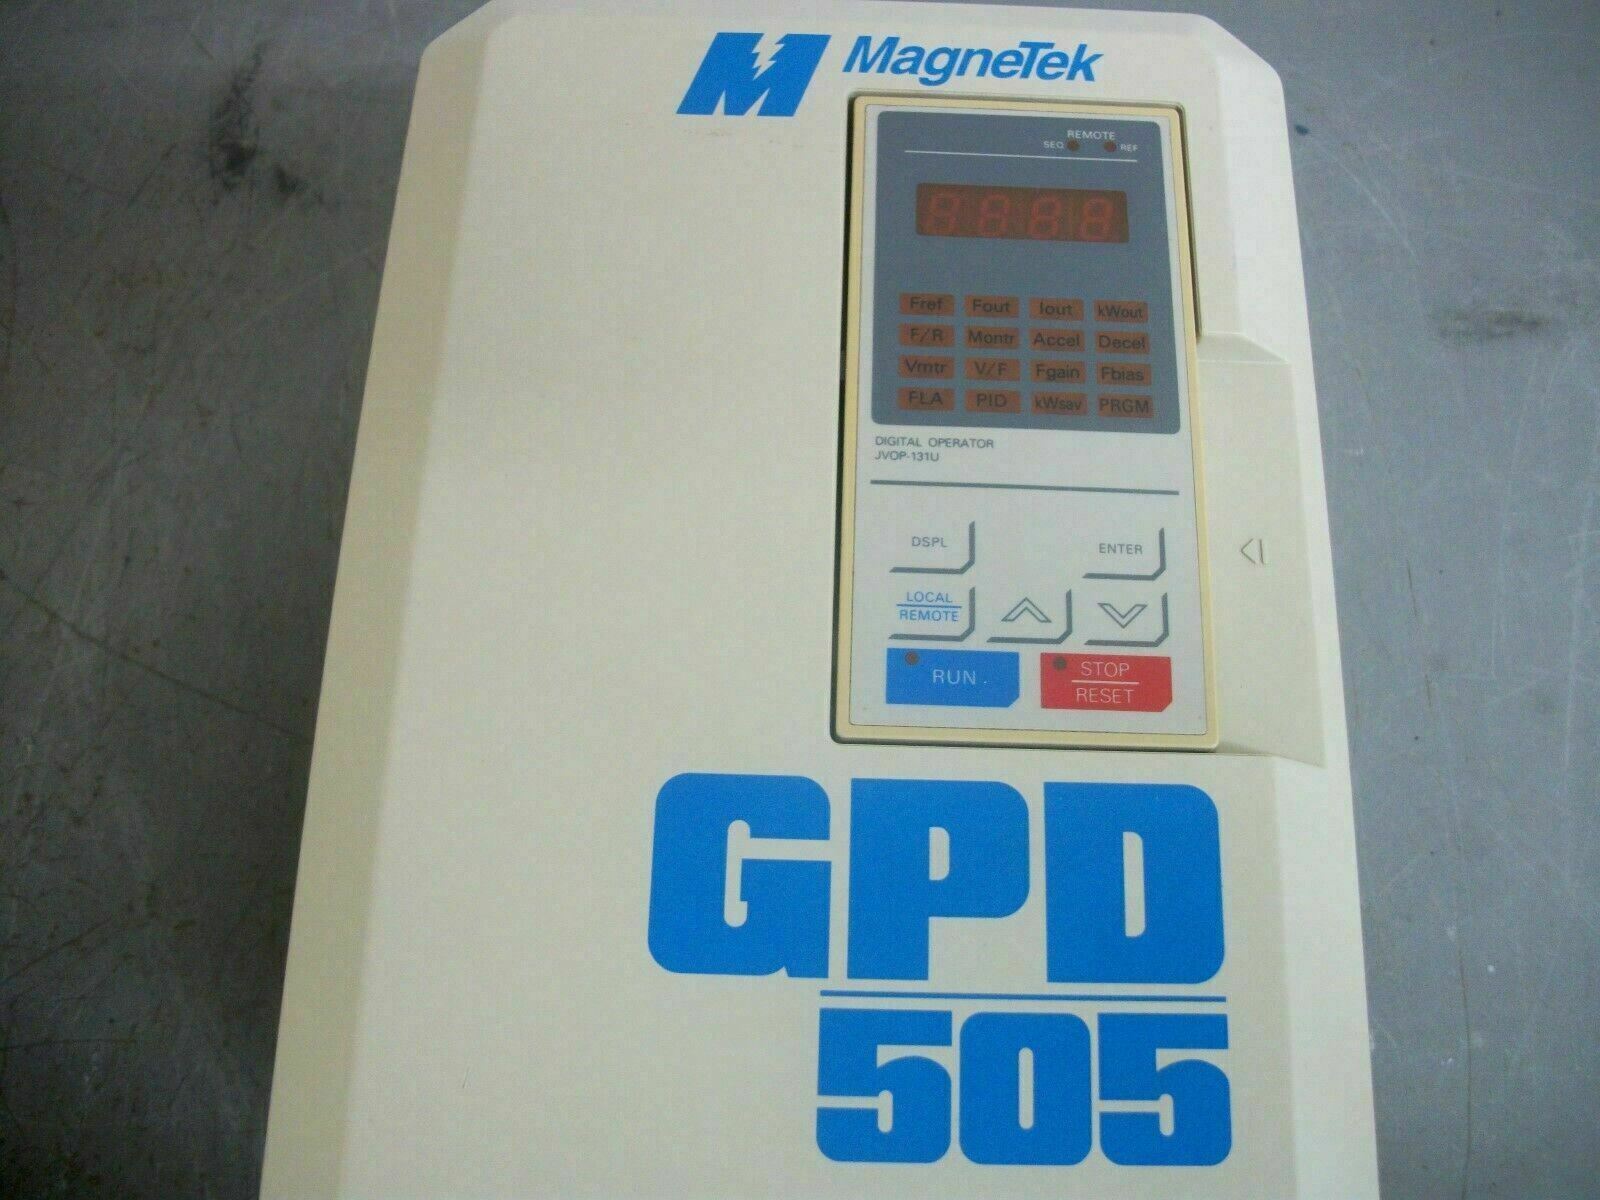 M MagneTek
REMOTE
SEQ REF
8888
Fref Fout Iout kWout
F/R Montr Accel Decel
Vmtr V/F Fgain Fbias
FLA PID kWsav PRGM
DIGITAL OPERATOR
JVOP-131U
DSPL ENTER
LOCAL
REMOTE
RUN STOP
RESET
GPD
505